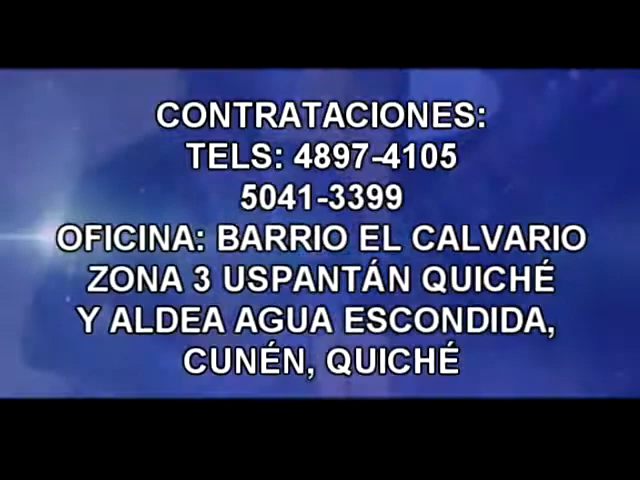 CONTRATACIONES:
TELS: 4897-4105
5041-3399
OFICINA: BARRIO EL CALVARIO
ZONA 3 USPANTÁN QUICHÉ
Y ALDEA AGUA ESCONDIDA,
CUNÉN, QUICHÉ